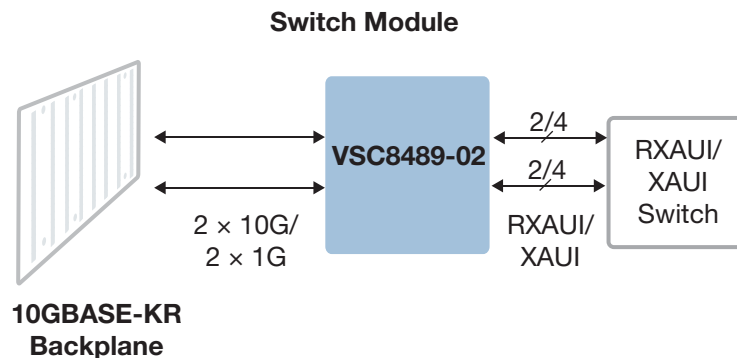 Switch Module
VSC8489-02
2/4
2/4
RXAUI/
XAUI
Switch
2 × 10G/
2 × 1G
RXAUI/
XAUI
10GBASE-KR
Backplane